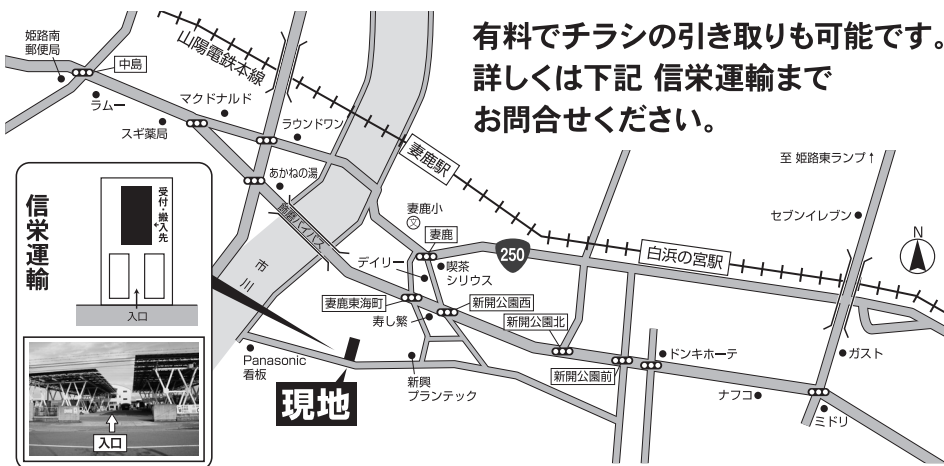 有料でチラシの引き取りも可能です。
詳しくは下記 信栄運輸まで
お問合せください。
姫路南
郵便局
中島
山陽電鉄本線
ラムー
マクドナルド
スギ薬局
ラウンドワン
妻鹿駅
至 姫路東ランプ↑
あかねの湯
飾磨バイパス
妻鹿小
文
妻鹿
250
白浜の宮駅
セブンイレブン
N
市川
デイリー
喫茶
シリウス
妻鹿東海町
寿し繁
新開公園西
新開公園北
新開公園前
ドンキホーテ
ガスト
ナフコ
ミドリ
Panasonic
看板
新興
プランテック
現地
信栄運輸
受付・搬入先
入口
入口